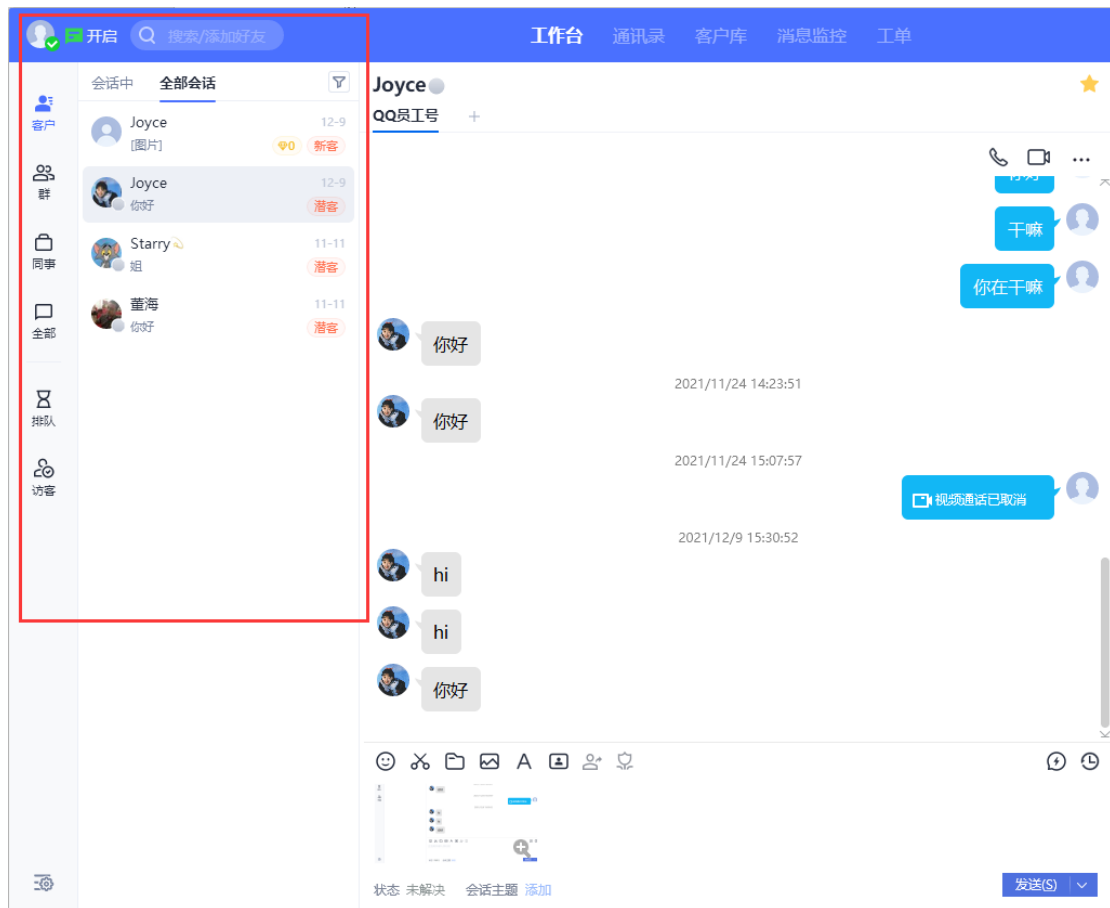 开启 搜索/添加好友 工作台 通讯录 客户库 消息监控 工单
客户
群
同事
全部
排队
访客
会话中 全部会话
Joyce 12-9
[图片] 0 新客
Joyce 12-9
你好 潜客
Starry 11-11
姐 潜客
董海 11-11
你好 潜客
Joyce
QQ员工号 +
干嘛
你在干嘛
你好
2021/11/24 14:23:51
你好
2021/11/24 15:07:57
视频通话已取消
2021/12/9 15:30:52
hi
hi
你好
状态 未解决 会话主题 添加 发送(S)